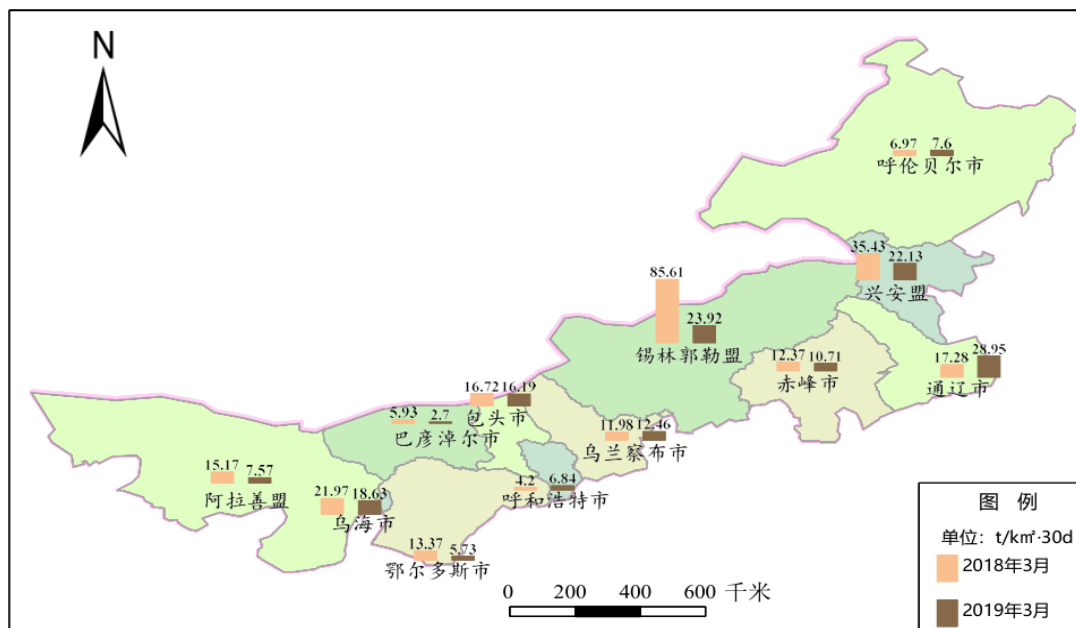 N
6.97 7.6
呼伦贝尔市
35.43 22.13
兴安盟
85.61 23.92
锡林郭勒盟
12.37 10.71
赤峰市
17.28 28.95
通辽市
16.72 16.19
包头市
5.93 2.7
巴彦淖尔市
11.98 12.46
乌兰察布市
15.17 7.57
阿拉善盟
21.97 18.63
乌海市
4.2 6.84
呼和浩特市
13.37 5.73
鄂尔多斯市
0 200 400 600 千米
图 例
单位：t/k㎡·30d
2018年3月
2019年3月